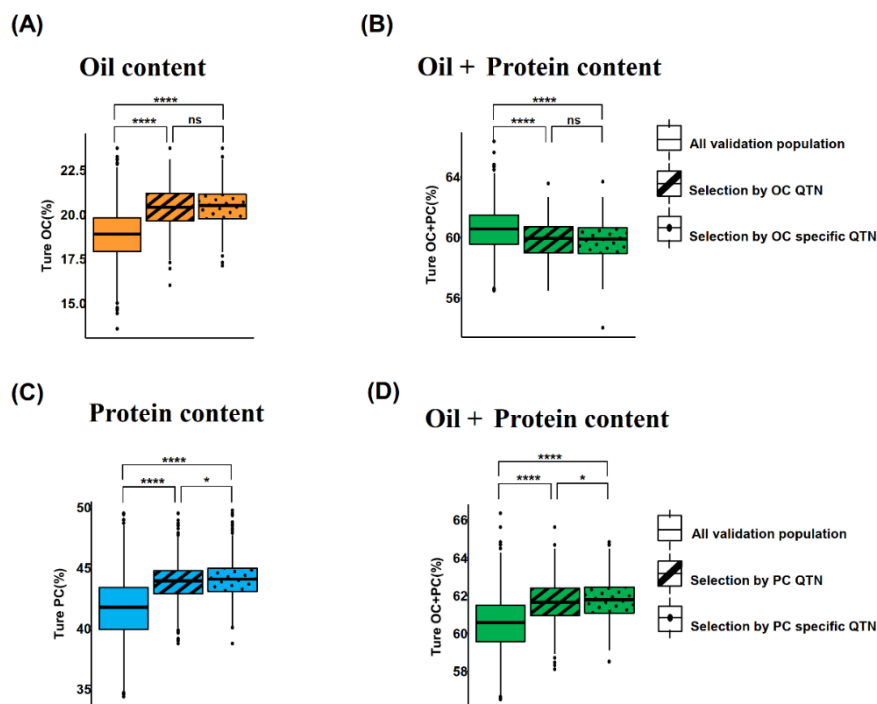 (A)
Oil content
****
****
ns
Ture OC(%)
22.5
20.0
17.5
15.0
(B)
Oil + Protein content
****
****
ns
Ture OC+PC(%)
64
60
56
All validation population
Selection by OC QTN
Selection by OC specific QTN
(C)
Protein content
****
****
*
Ture PC(%)
50
45
40
35
(D)
Oil + Protein content
****
****
*
Ture OC+PC(%)
66
64
62
60
58
All validation population
Selection by PC QTN
Selection by PC specific QTN